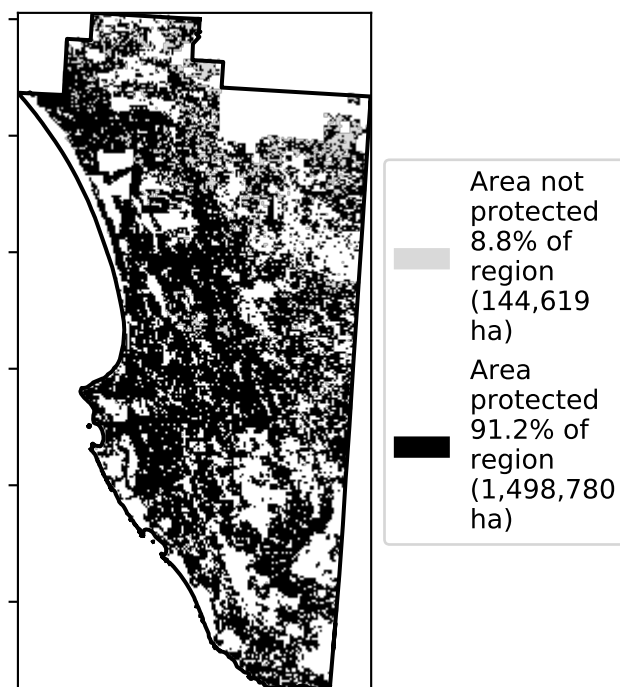 Area not
protected
8.8% of
region
(144,619
ha)
Area
protected
91.2% of
region
(1,498,780
ha)